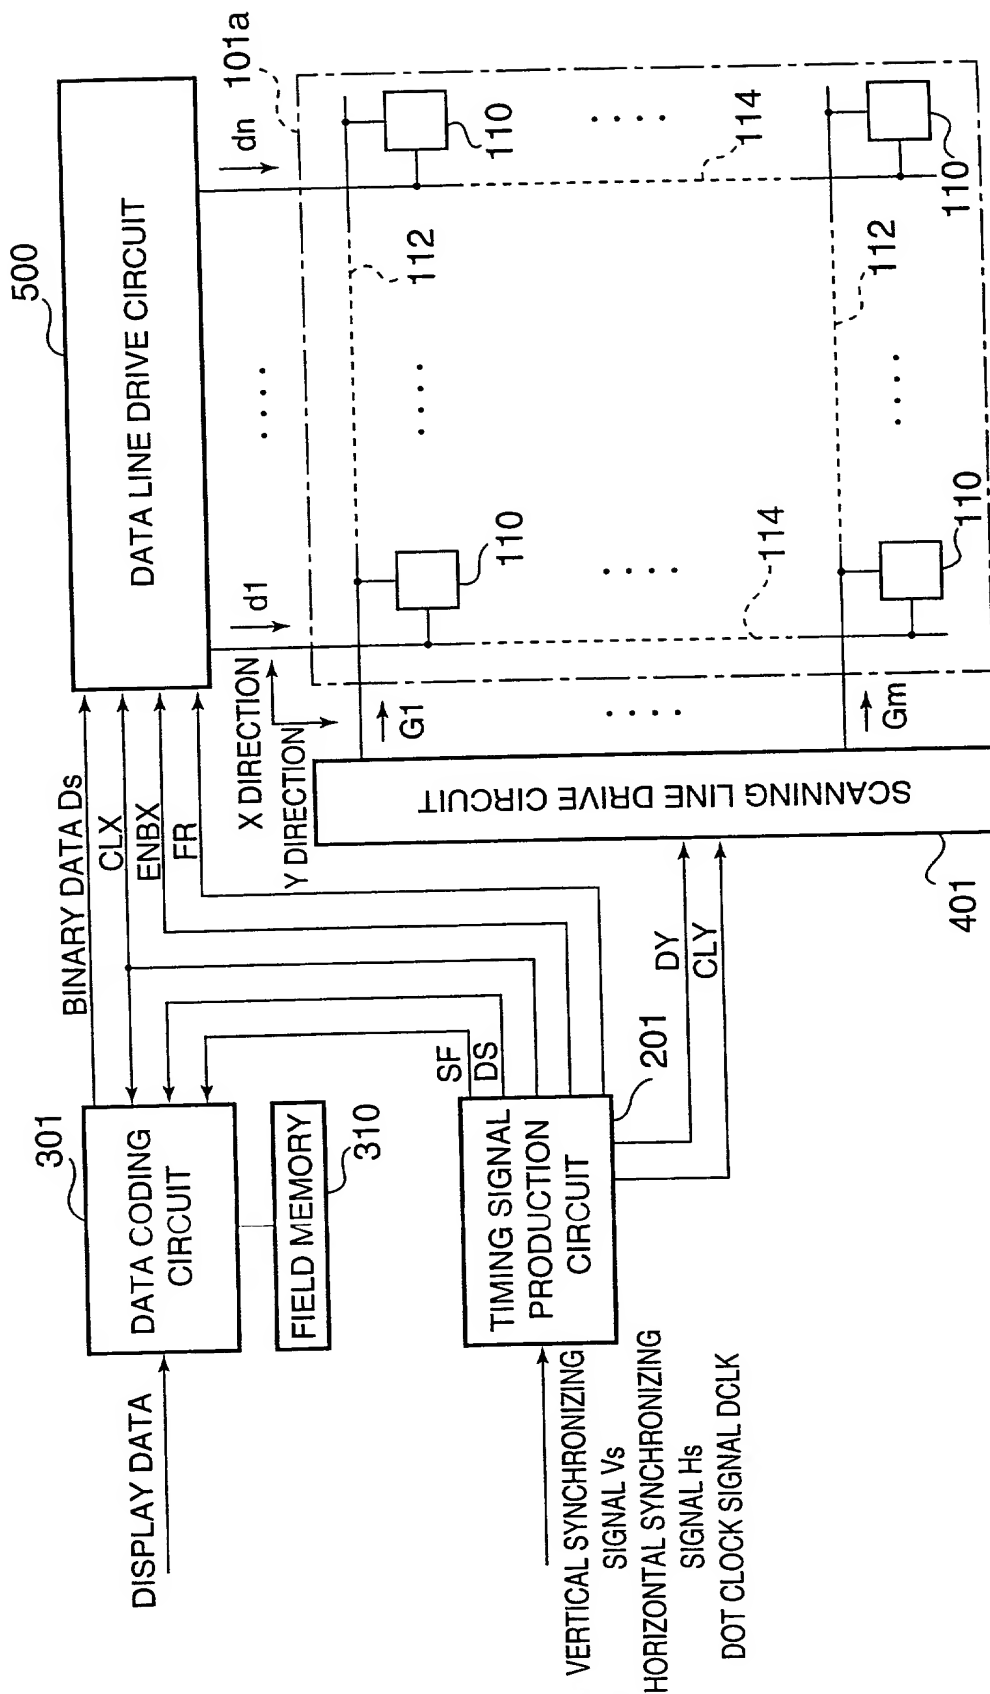 DISPLAY DATA
301
DATA CODING
CIRCUIT
FIELD MEMORY
310
BINARY DATA Ds
CLX
ENBX
FR
500
DATA LINE DRIVE CIRCUIT
X DIRECTION
Y DIRECTION
d1
. . . .
dn
101a
VERTICAL SYNCHRONIZING
SIGNAL Vs
HORIZONTAL SYNCHRONIZING
SIGNAL Hs
DOT CLOCK SIGNAL DCLK
TIMING SIGNAL
PRODUCTION
CIRCUIT
201
SF
DS
DY
CLY
SCANNING LINE DRIVE CIRCUIT
401
G1
. . . .
Gm
110
112
. . . .
110
. . . .
114
. . . .
114
110
112
. . . .
110